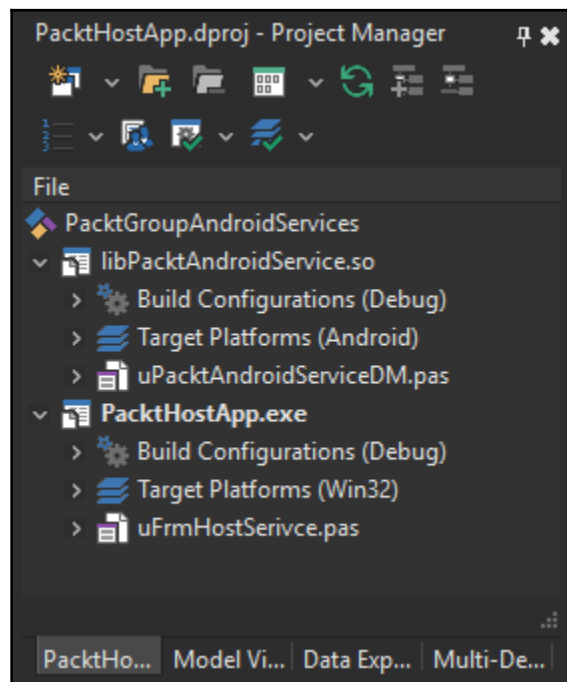 PacktHostApp.dproj - Project Manager
File
PacktGroupAndroidServices
libPacktAndroidService.so
Build Configurations (Debug)
Target Platforms (Android)
uPacktAndroidServiceDM.pas
PacktHostApp.exe
Build Configurations (Debug)
Target Platforms (Win32)
uFrmHostSerivce.pas
PacktHo... Model Vi... Data Exp... Multi-De...